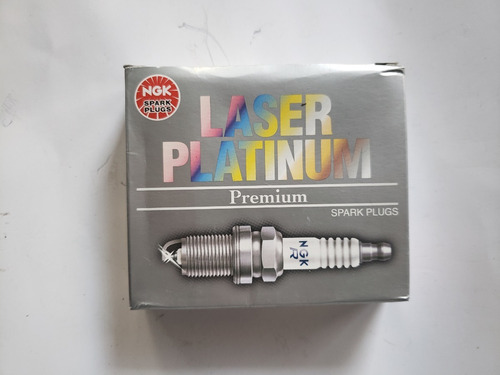 NGK
SPARK PLUGS
LASER
PLATINUM
Premium
SPARK PLUGS
NGK
R